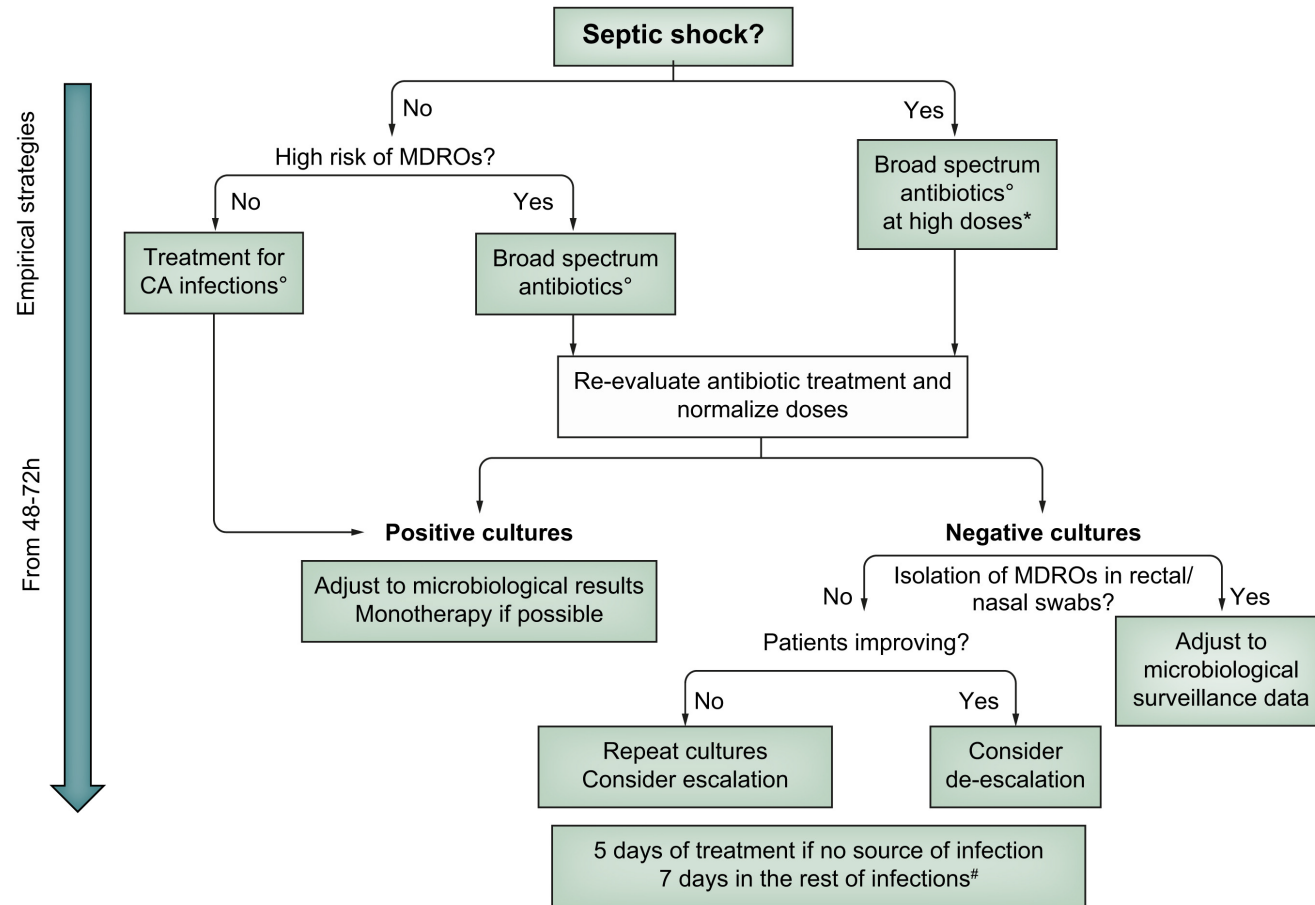 Septic shock?
No
Yes
High risk of MDROs?
Broad spectrum
antibiotics°
at high doses*
No
Yes
Treatment for
CA infections°
Broad spectrum
antibiotics°
Empirical strategies
Re-evaluate antibiotic treatment and
normalize doses
From 48-72h
Positive cultures
Negative cultures
Adjust to microbiological results
Monotherapy if possible
Isolation of MDROs in rectal/
nasal swabs?
No
Yes
Patients improving?
Adjust to
microbiological
surveillance data
No
Yes
Repeat cultures
Consider escalation
Consider
de-escalation
5 days of treatment if no source of infection
7 days in the rest of infections#